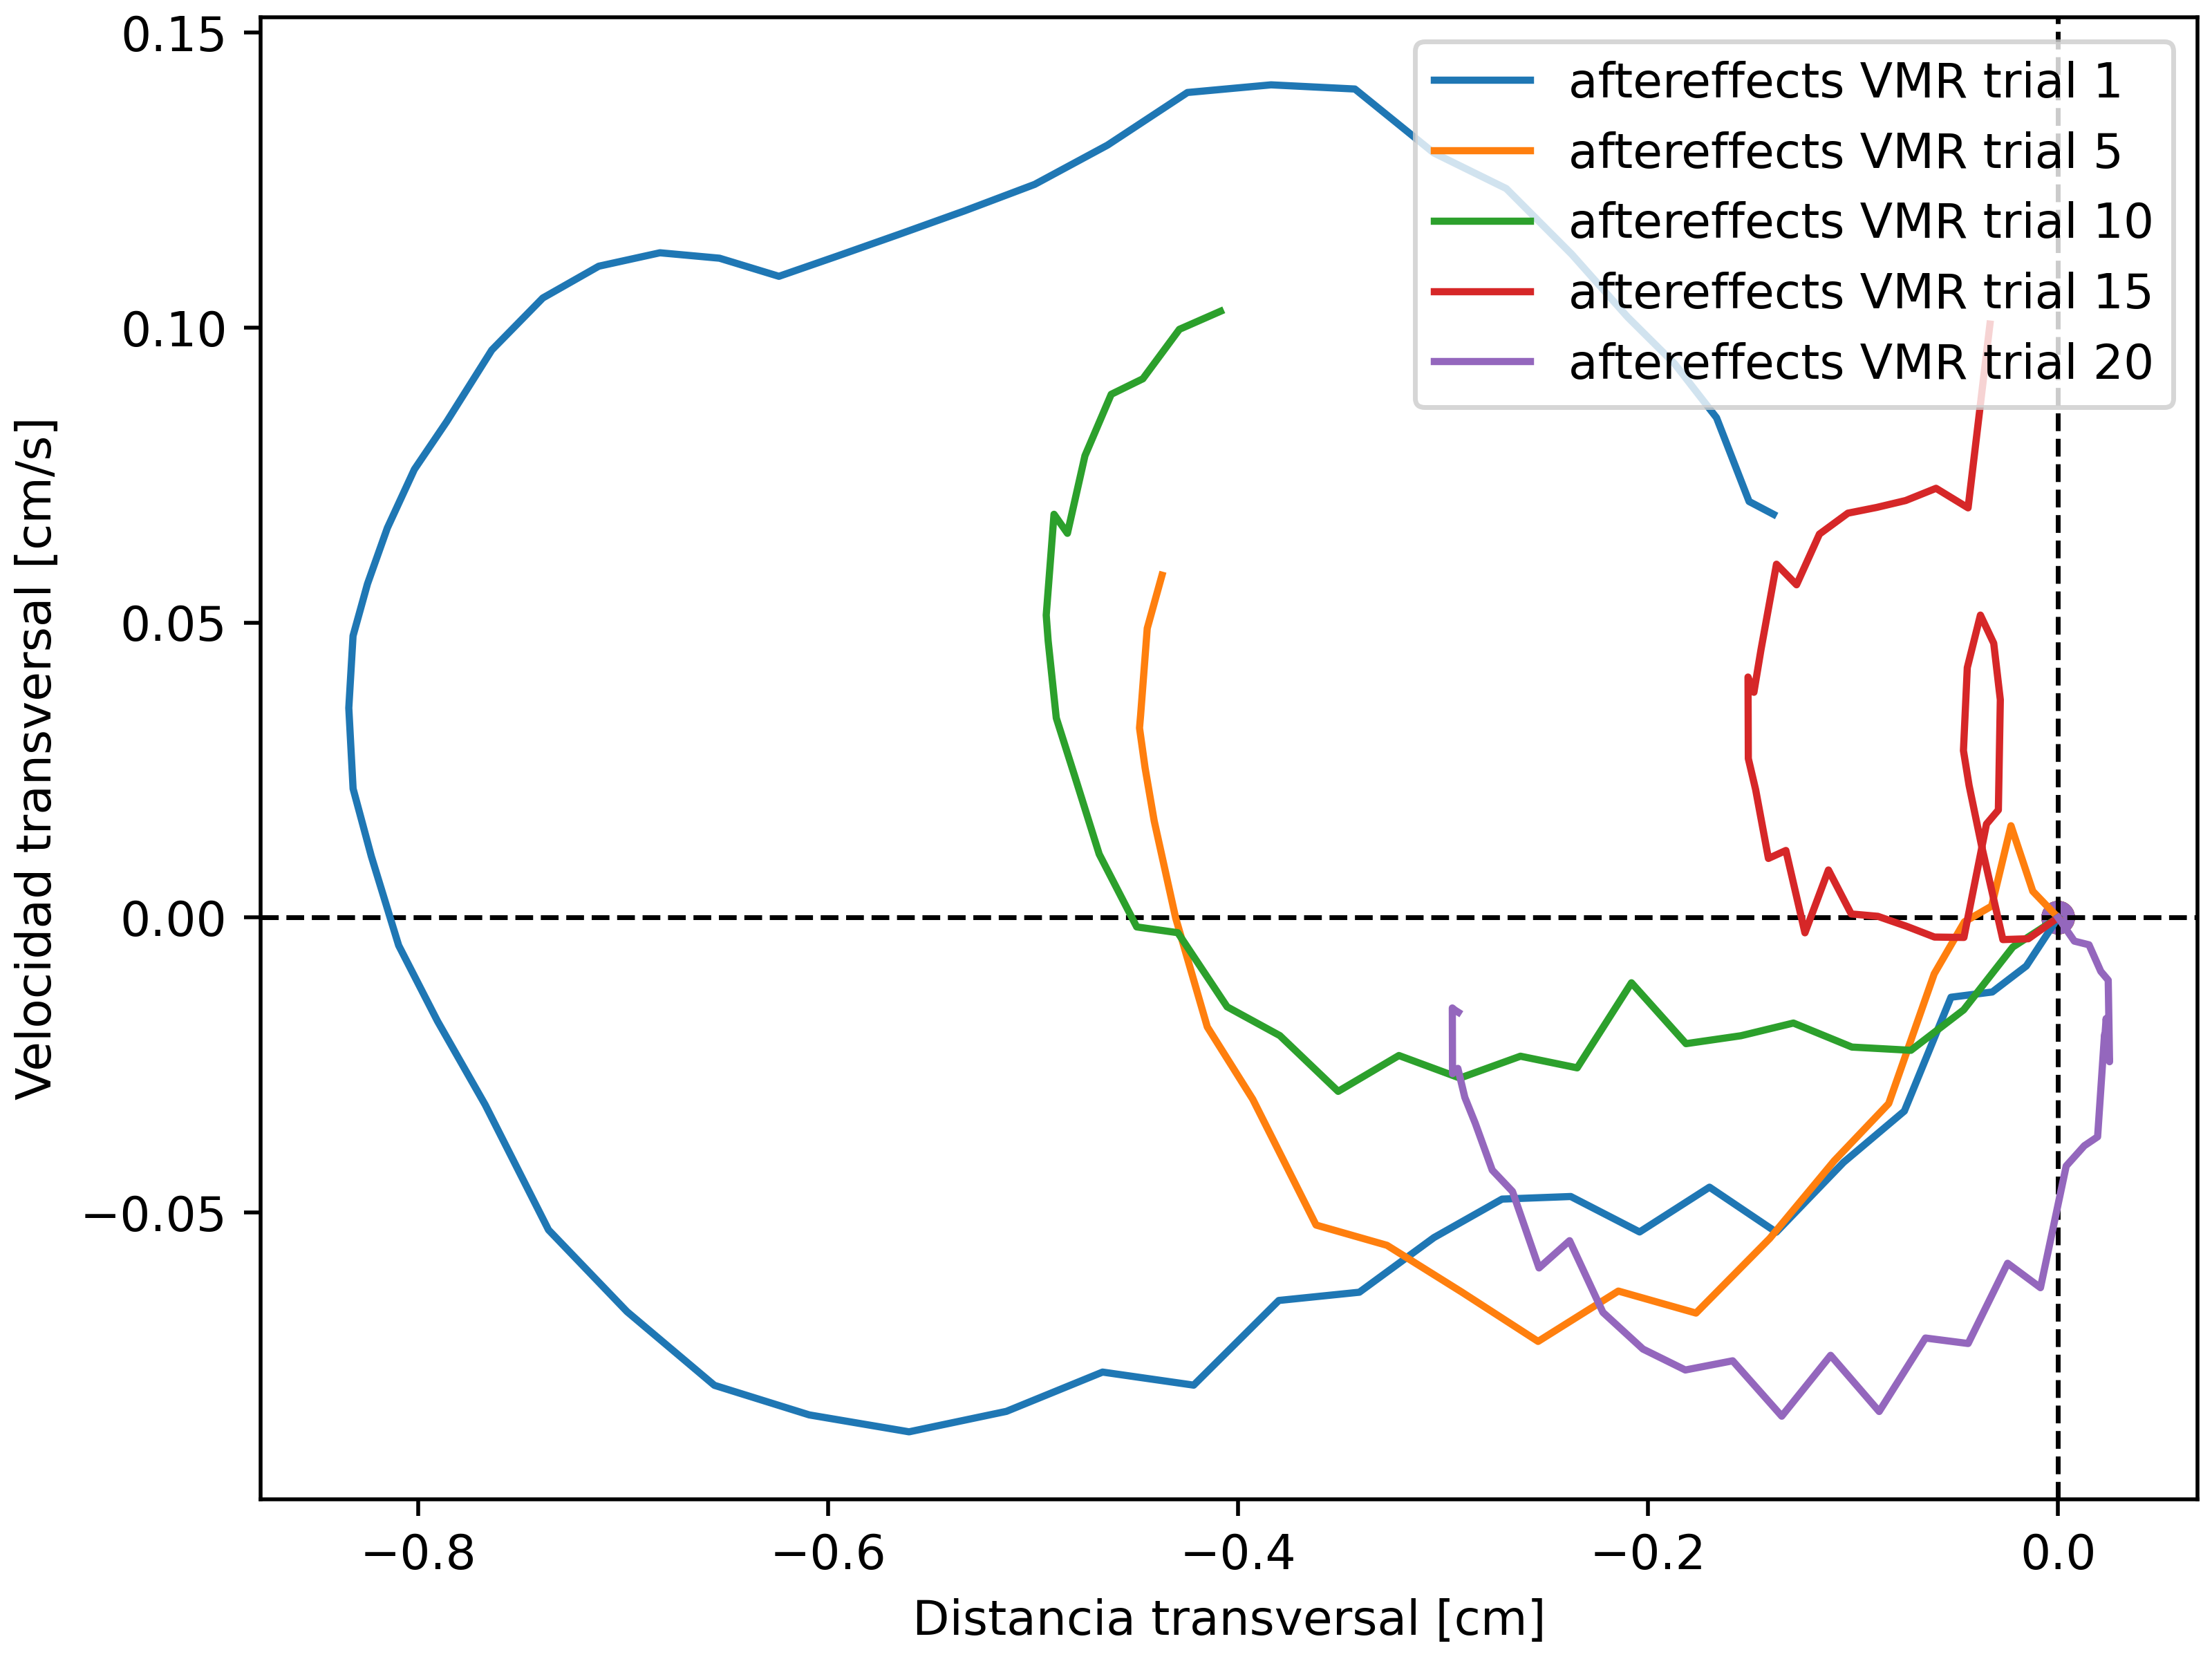 0.15
0.10
0.05
0.00
−0.05
Velocidad transversal [cm/s]
aftereffects VMR trial 1
aftereffects VMR trial 5
aftereffects VMR trial 10
aftereffects VMR trial 15
aftereffects VMR trial 20
−0.8 −0.6 −0.4 −0.2 0.0
Distancia transversal [cm]